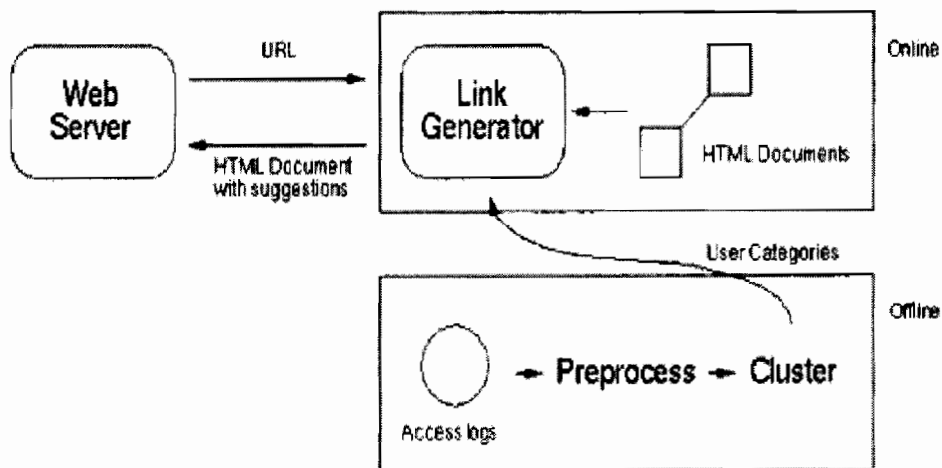 URL
Online
Web
Server
Link
Generator
HTML Document
with suggestions
HTML Documents
User Categories
Offline
Preprocess
Cluster
Access logs